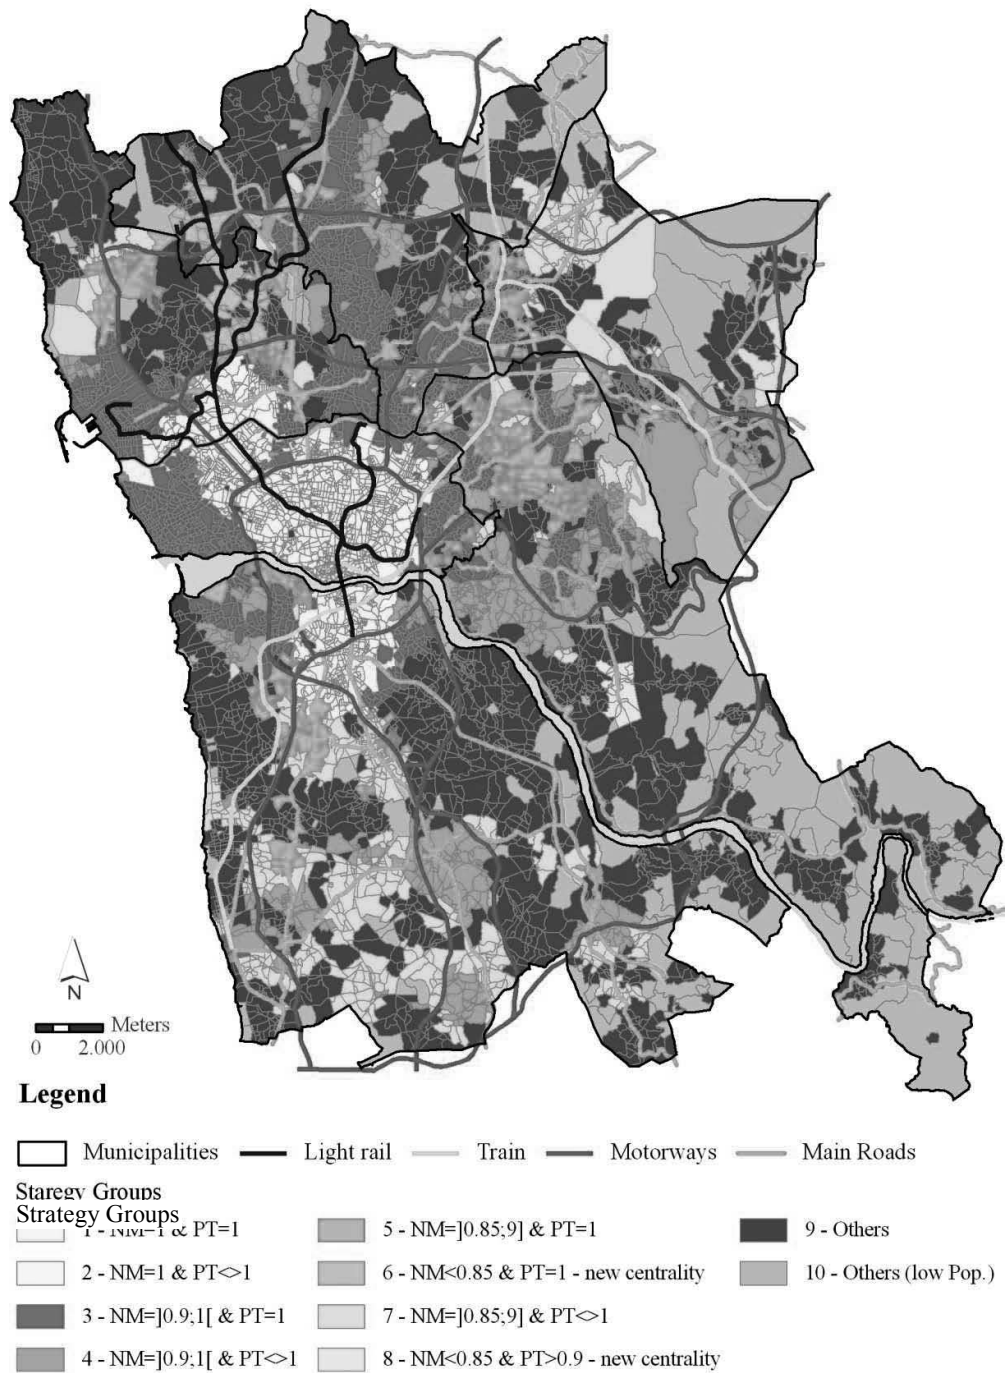 N
Meters
0 2.000
Legend
Municipalities Light rail Train Motorways Main Roads
Staregy Groups
Strategy Groups
1 - NM=1 & PT=1
2 - NM=1 & PT<>1
3 - NM=]0.9;1[ & PT=1
4 - NM=]0.9;1[ & PT<>1
5 - NM=]0.85;9] & PT=1
6 - NM<0.85 & PT=1 - new centrality
7 - NM=]0.85;9] & PT<>1
8 - NM<0.85 & PT>0.9 - new centrality
9 - Others
10 - Others (low Pop.)